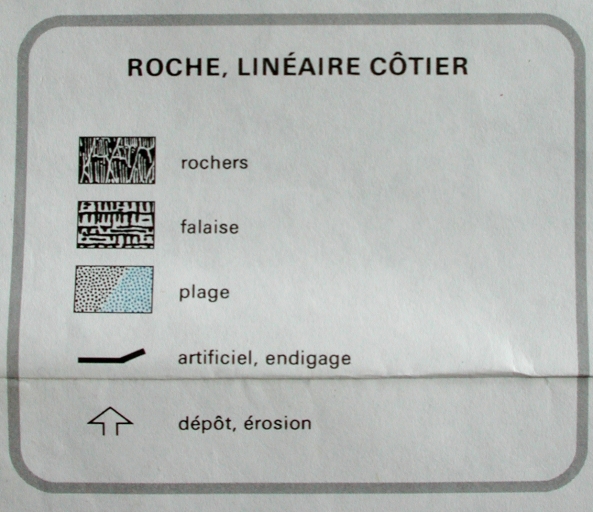 ROCHE, LINÉAIRE CÔTIER
rochers
falaise
plage
artificiel, endigage
dépôt, érosion